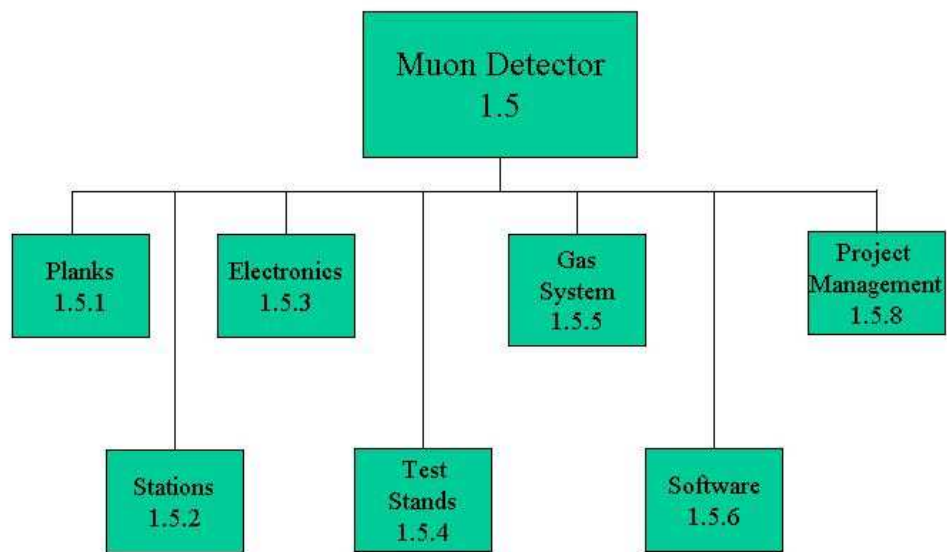 Muon Detector
1.5
Planks
1.5.1
Electronics
1.5.3
Gas
System
1.5.5
Project
Management
1.5.8
Stations
1.5.2
Test
Stands
1.5.4
Software
1.5.6